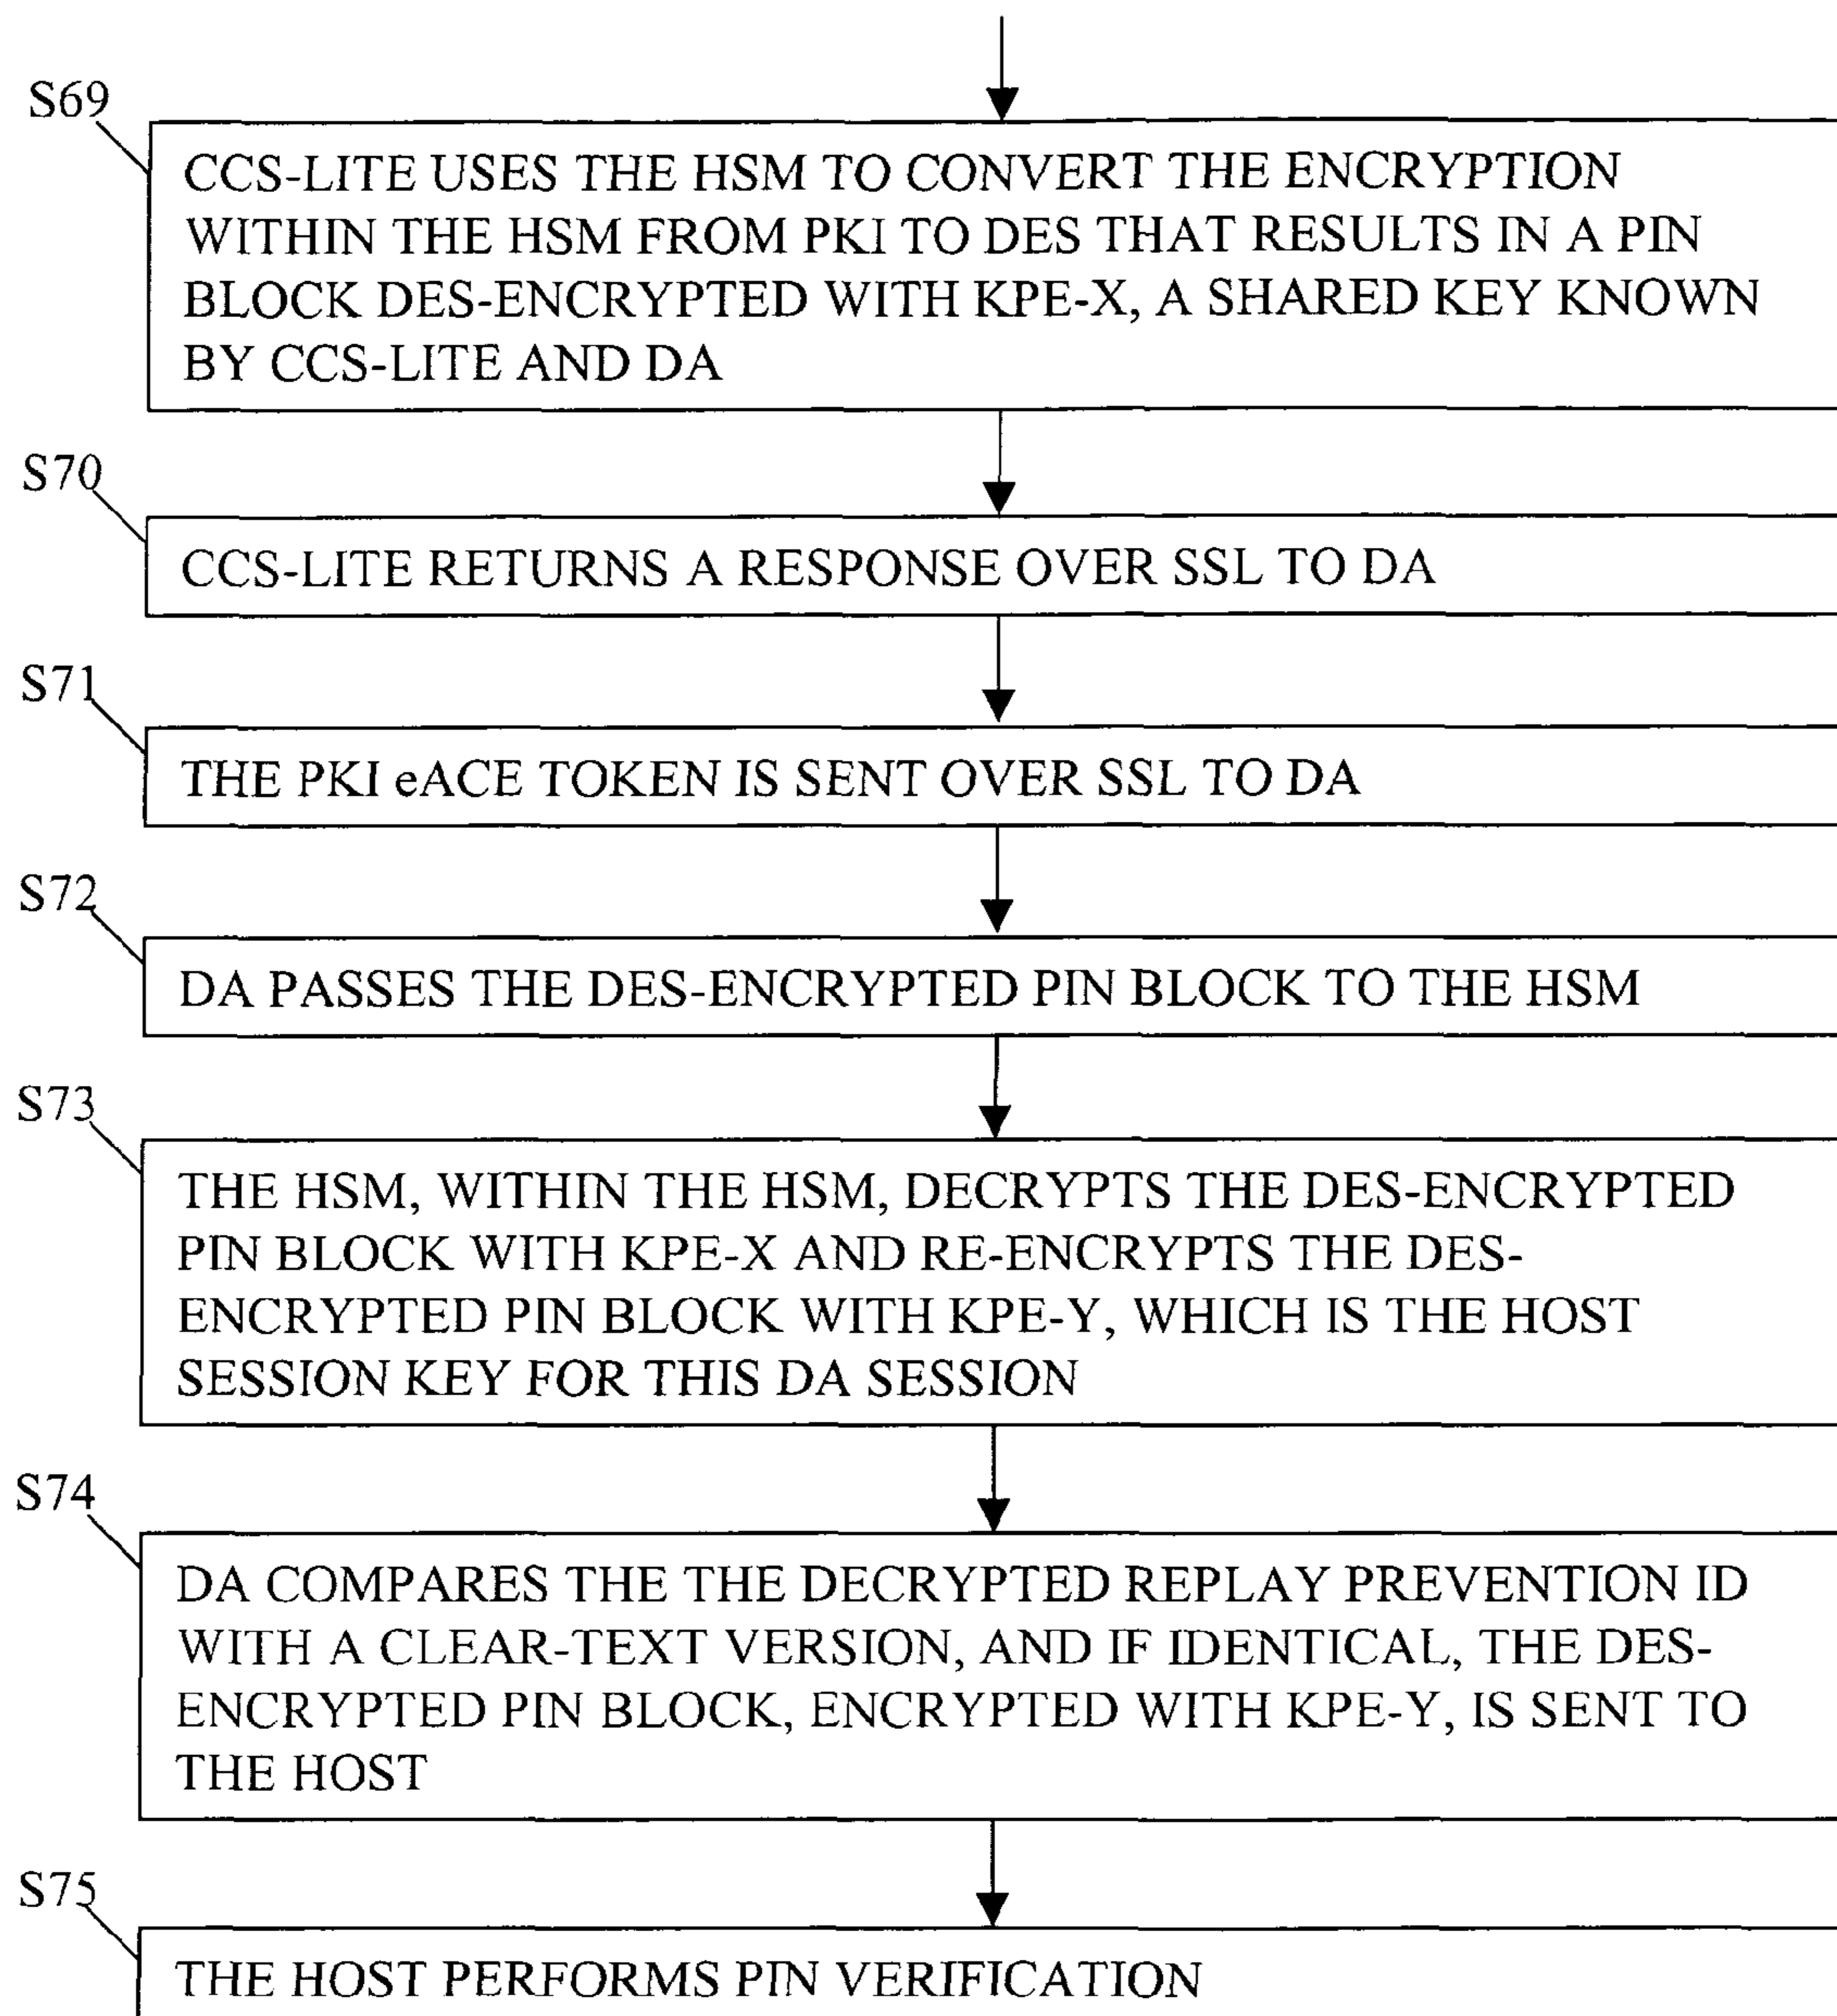 S69
CCS-LITE USES THE HSM TO CONVERT THE ENCRYPTION
WITHIN THE HSM FROM PKI TO DES THAT RESULTS IN A PIN
BLOCK DES-ENCRYPTED WITH KPE-X, A SHARED KEY KNOWN
BY CCS-LITE AND DA
S70
CCS-LITE RETURNS A RESPONSE OVER SSL TO DA
S71
THE PKI eACE TOKEN IS SENT OVER SSL TO DA
S72
DA PASSES THE DES-ENCRYPTED PIN BLOCK TO THE HSM
S73
THE HSM, WITHIN THE HSM, DECRYPTS THE DES-ENCRYPTED
PIN BLOCK WITH KPE-X AND RE-ENCRYPTS THE DES-
ENCRYPTED PIN BLOCK WITH KPE-Y, WHICH IS THE HOST
SESSION KEY FOR THIS DA SESSION
S74
DA COMPARES THE THE DECRYPTED REPLAY PREVENTION ID
WITH A CLEAR-TEXT VERSION, AND IF IDENTICAL, THE DES-
ENCRYPTED PIN BLOCK, ENCRYPTED WITH KPE-Y, IS SENT TO
THE HOST
S75
THE HOST PERFORMS PIN VERIFICATION